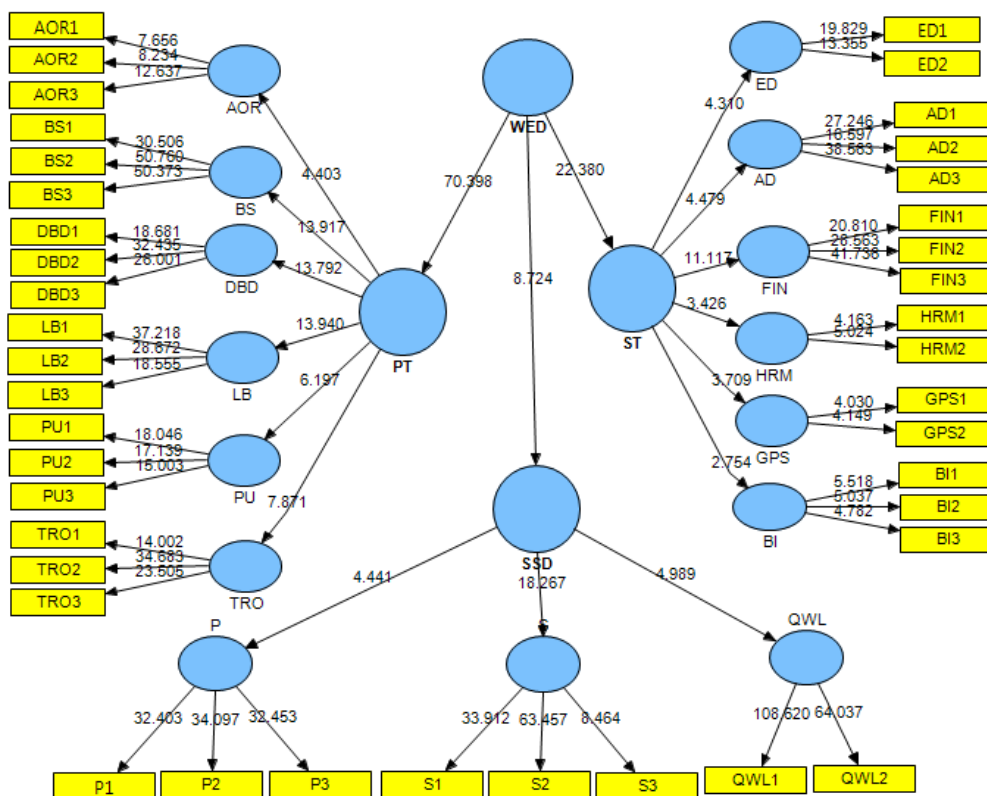 AOR1
7.656
AOR2
8.234
AOR3
12.637
AOR
BS1
30.506
BS2
50.760
BS3
50.373
BS
DBD1
18.681
DBD2
32.435
26.001
DBD3
DBD
LB1
37.218
LB2
28.672
LB3
18.555
LB
PU1
18.046
PU2
17.139
PU3
15.003
PU
TRO1
14.002
TRO2
34.683
TRO3
23.505
TRO
4.403
13.917
13.792
13.940
6.197
7.871
PT
WED
70.398
22.380
8.724
ST
4.310
4.479
11.117
3.426
3.709
2.754
ED
19.829
ED1
13.355
ED2
AD
27.246
AD1
16.597
AD2
38.583
AD3
FIN
20.810
FIN1
28.563
FIN2
41.736
FIN3
HRM
4.163
HRM1
5.024
HRM2
GPS
4.030
GPS1
4.149
GPS2
BI
5.518
BI1
5.037
BI2
4.782
BI3
SSD
4.441
18.267
4.989
P
S
QWL
32.403
34.097
32.453
33.912
63.457
8.464
108.620
64.037
P1
P2
P3
S1
S2
S3
QWL1
QWL2